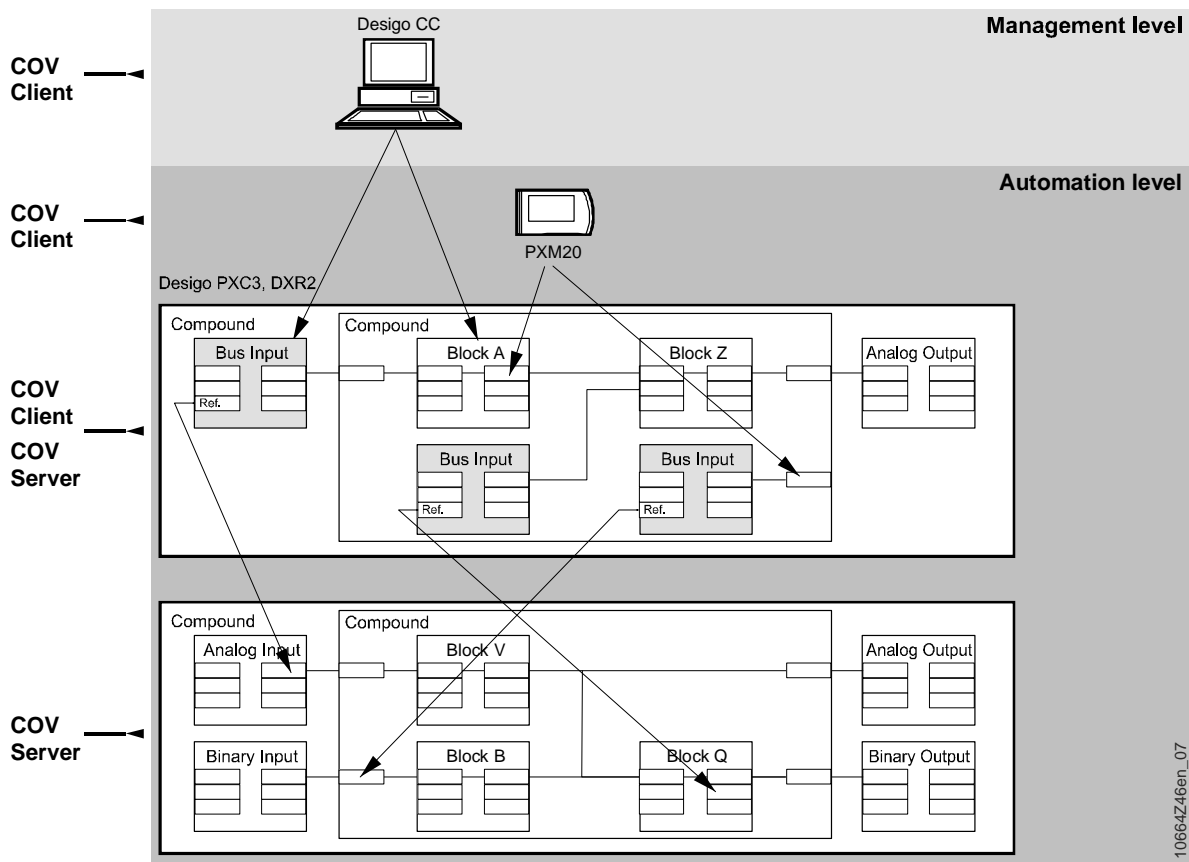 Desigo CC
Management level
COV
Client
Automation level
COV
Client
PXM20
Desigo PXC3, DXR2
Compound
Compound
Bus Input
Block A
Block Z
Analog Output
Ref.
COV
Client
COV
Server
Bus Input
Bus Input
Ref.
Ref.
Compound
Compound
Analog Input
Block V
Analog Output
COV
Server
Binary Input
Block B
Block Q
Binary Output
10664Z46en_07